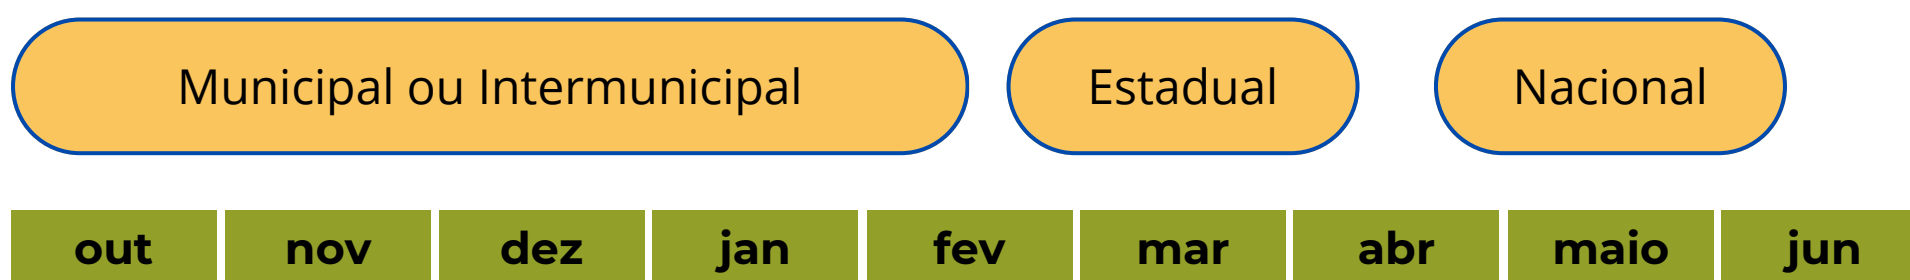 Municipal ou Intermunicipal Estadual Nacional
out nov dez jan fev mar abr maio jun